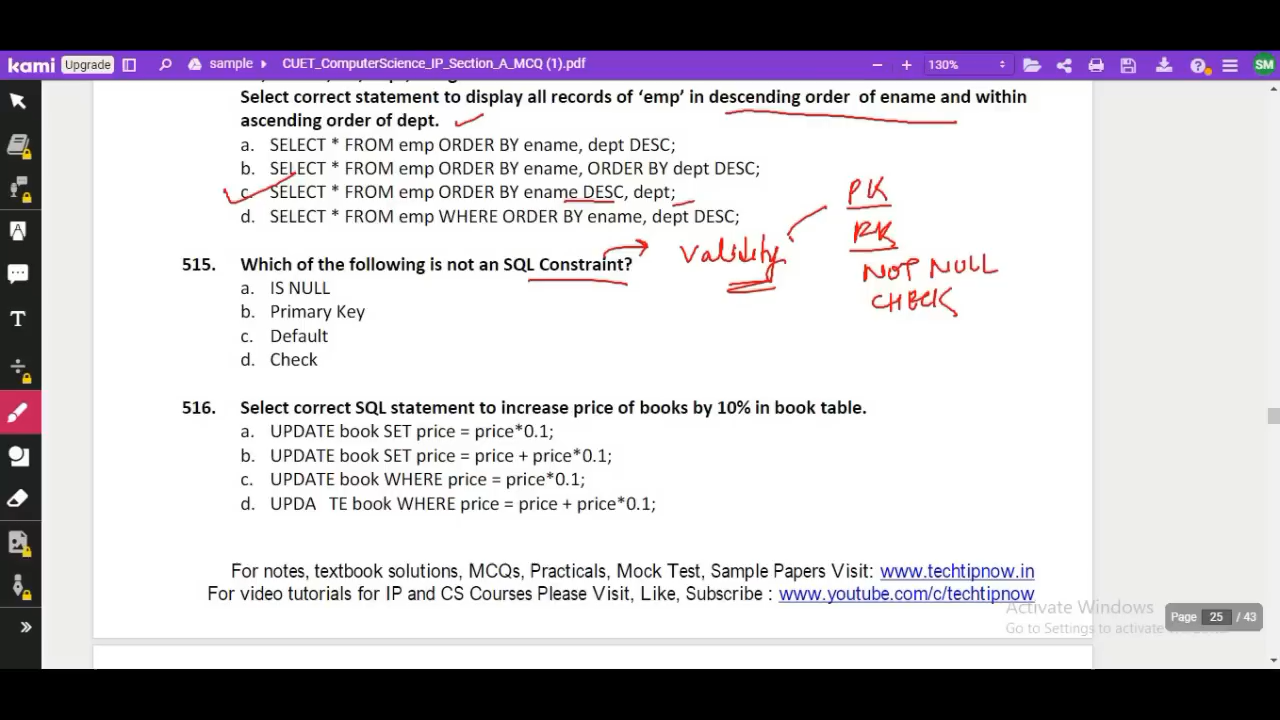 kami Upgrade sample CUET_ComputerScience_IP_Section_A_MCQ (1).pdf 130% SM
Select correct statement to display all records of ‘emp’ in descending order of ename and within
ascending order of dept.
a. SELECT * FROM emp ORDER BY ename, dept DESC;
b. SELECT * FROM emp ORDER BY ename, ORDER BY dept DESC;
c. SELECT * FROM emp ORDER BY ename DESC, dept;
d. SELECT * FROM emp WHERE ORDER BY ename, dept DESC;
PK
validity
NOT NULL
CHECK
515. Which of the following is not an SQL Constraint?
a. IS NULL
b. Primary Key
c. Default
d. Check
516. Select correct SQL statement to increase price of books by 10% in book table.
a. UPDATE book SET price = price*0.1;
b. UPDATE book SET price = price + price*0.1;
c. UPDATE book WHERE price = price*0.1;
d. UPDA TE book WHERE price = price + price*0.1;
For notes, textbook solutions, MCQs, Practicals, Mock Test, Sample Papers Visit: www.techtipnow.in
For video tutorials for IP and CS Courses Please Visit, Like, Subscribe : www.youtube.com/c/techtipnow
Activate Windows
Go to Settings to activate
Page 25 / 43